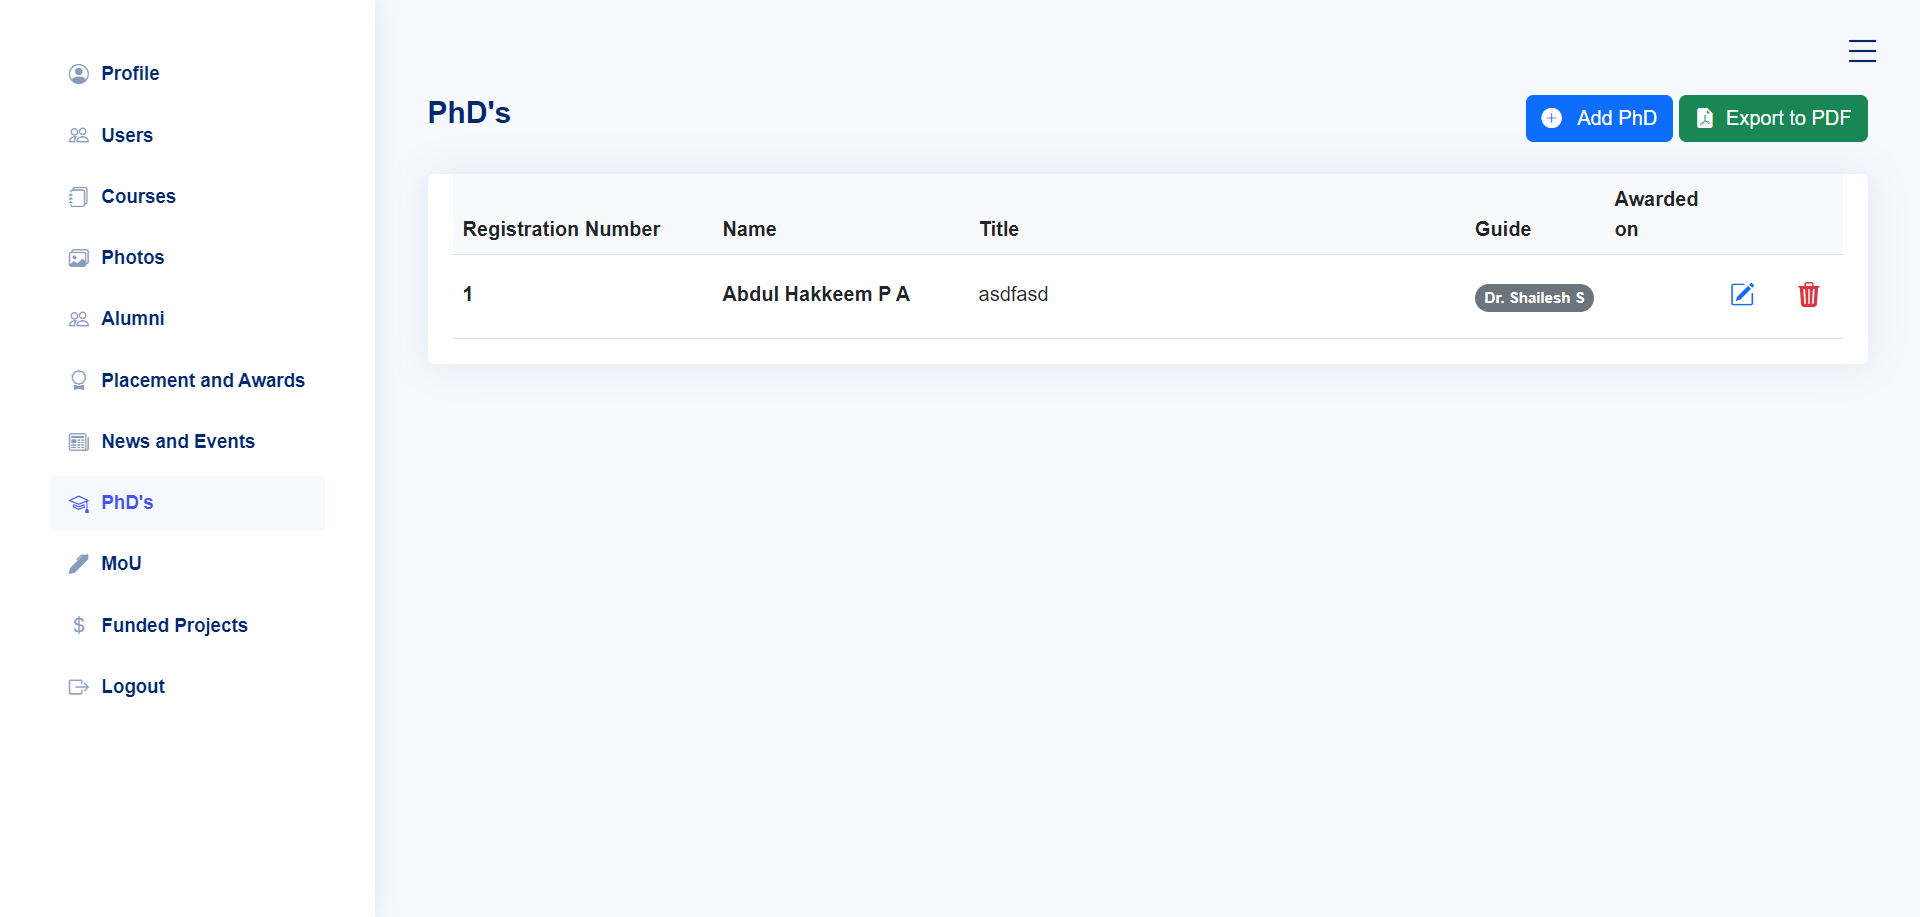 Profile
Users
Courses
Photos
Alumni
Placement and Awards
News and Events
PhD's
MoU
Funded Projects
Logout
PhD's
Add PhD
Export to PDF
Registration Number Name Title Guide Awarded on
1 Abdul Hakkeem P A asdfasd Dr. Shailesh S